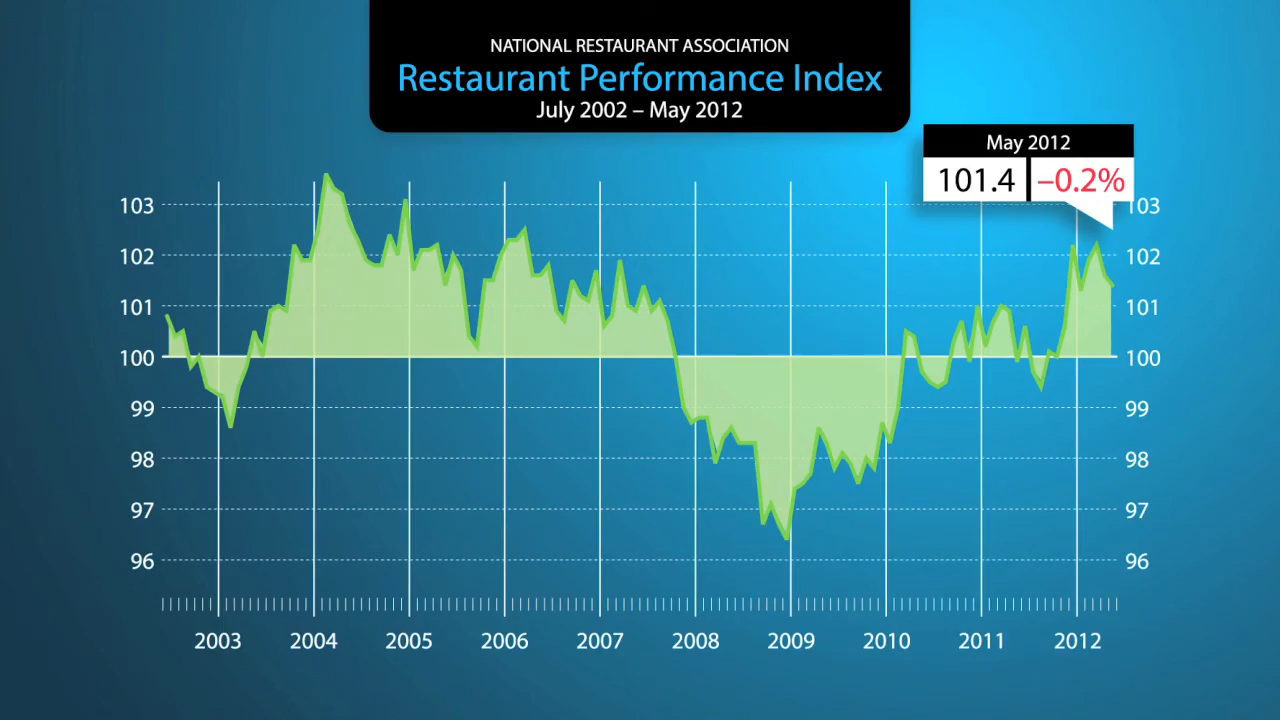 NATIONAL RESTAURANT ASSOCIATION
Restaurant Performance Index
July 2002 – May 2012
May 2012
101.4 –0.2%
103 103
102 102
101 101
100 100
99 99
98 98
97 97
96 96
2003 2004 2005 2006 2007 2008 2009 2010 2011 2012